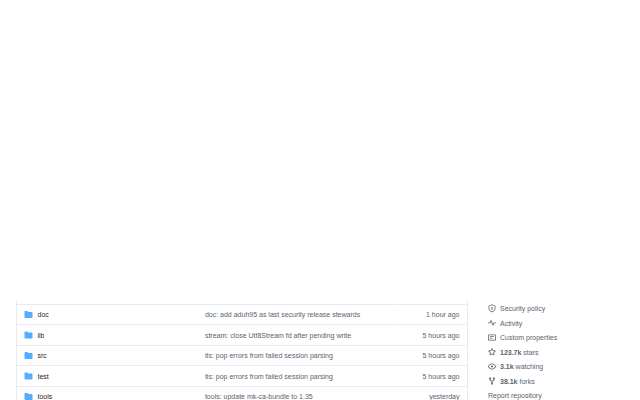 doc doc: add aduh95 as last security release stewards 1 hour ago
lib stream: close Utf8Stream fd after pending write 5 hours ago
src tls: pop errors from failed session parsing 5 hours ago
test tls: pop errors from failed session parsing 5 hours ago
tools tools: update mk-ca-bundle to 1.35 yesterday
Security policy
Activity
Custom properties
123.7k stars
3.1k watching
38.1k forks
Report repository